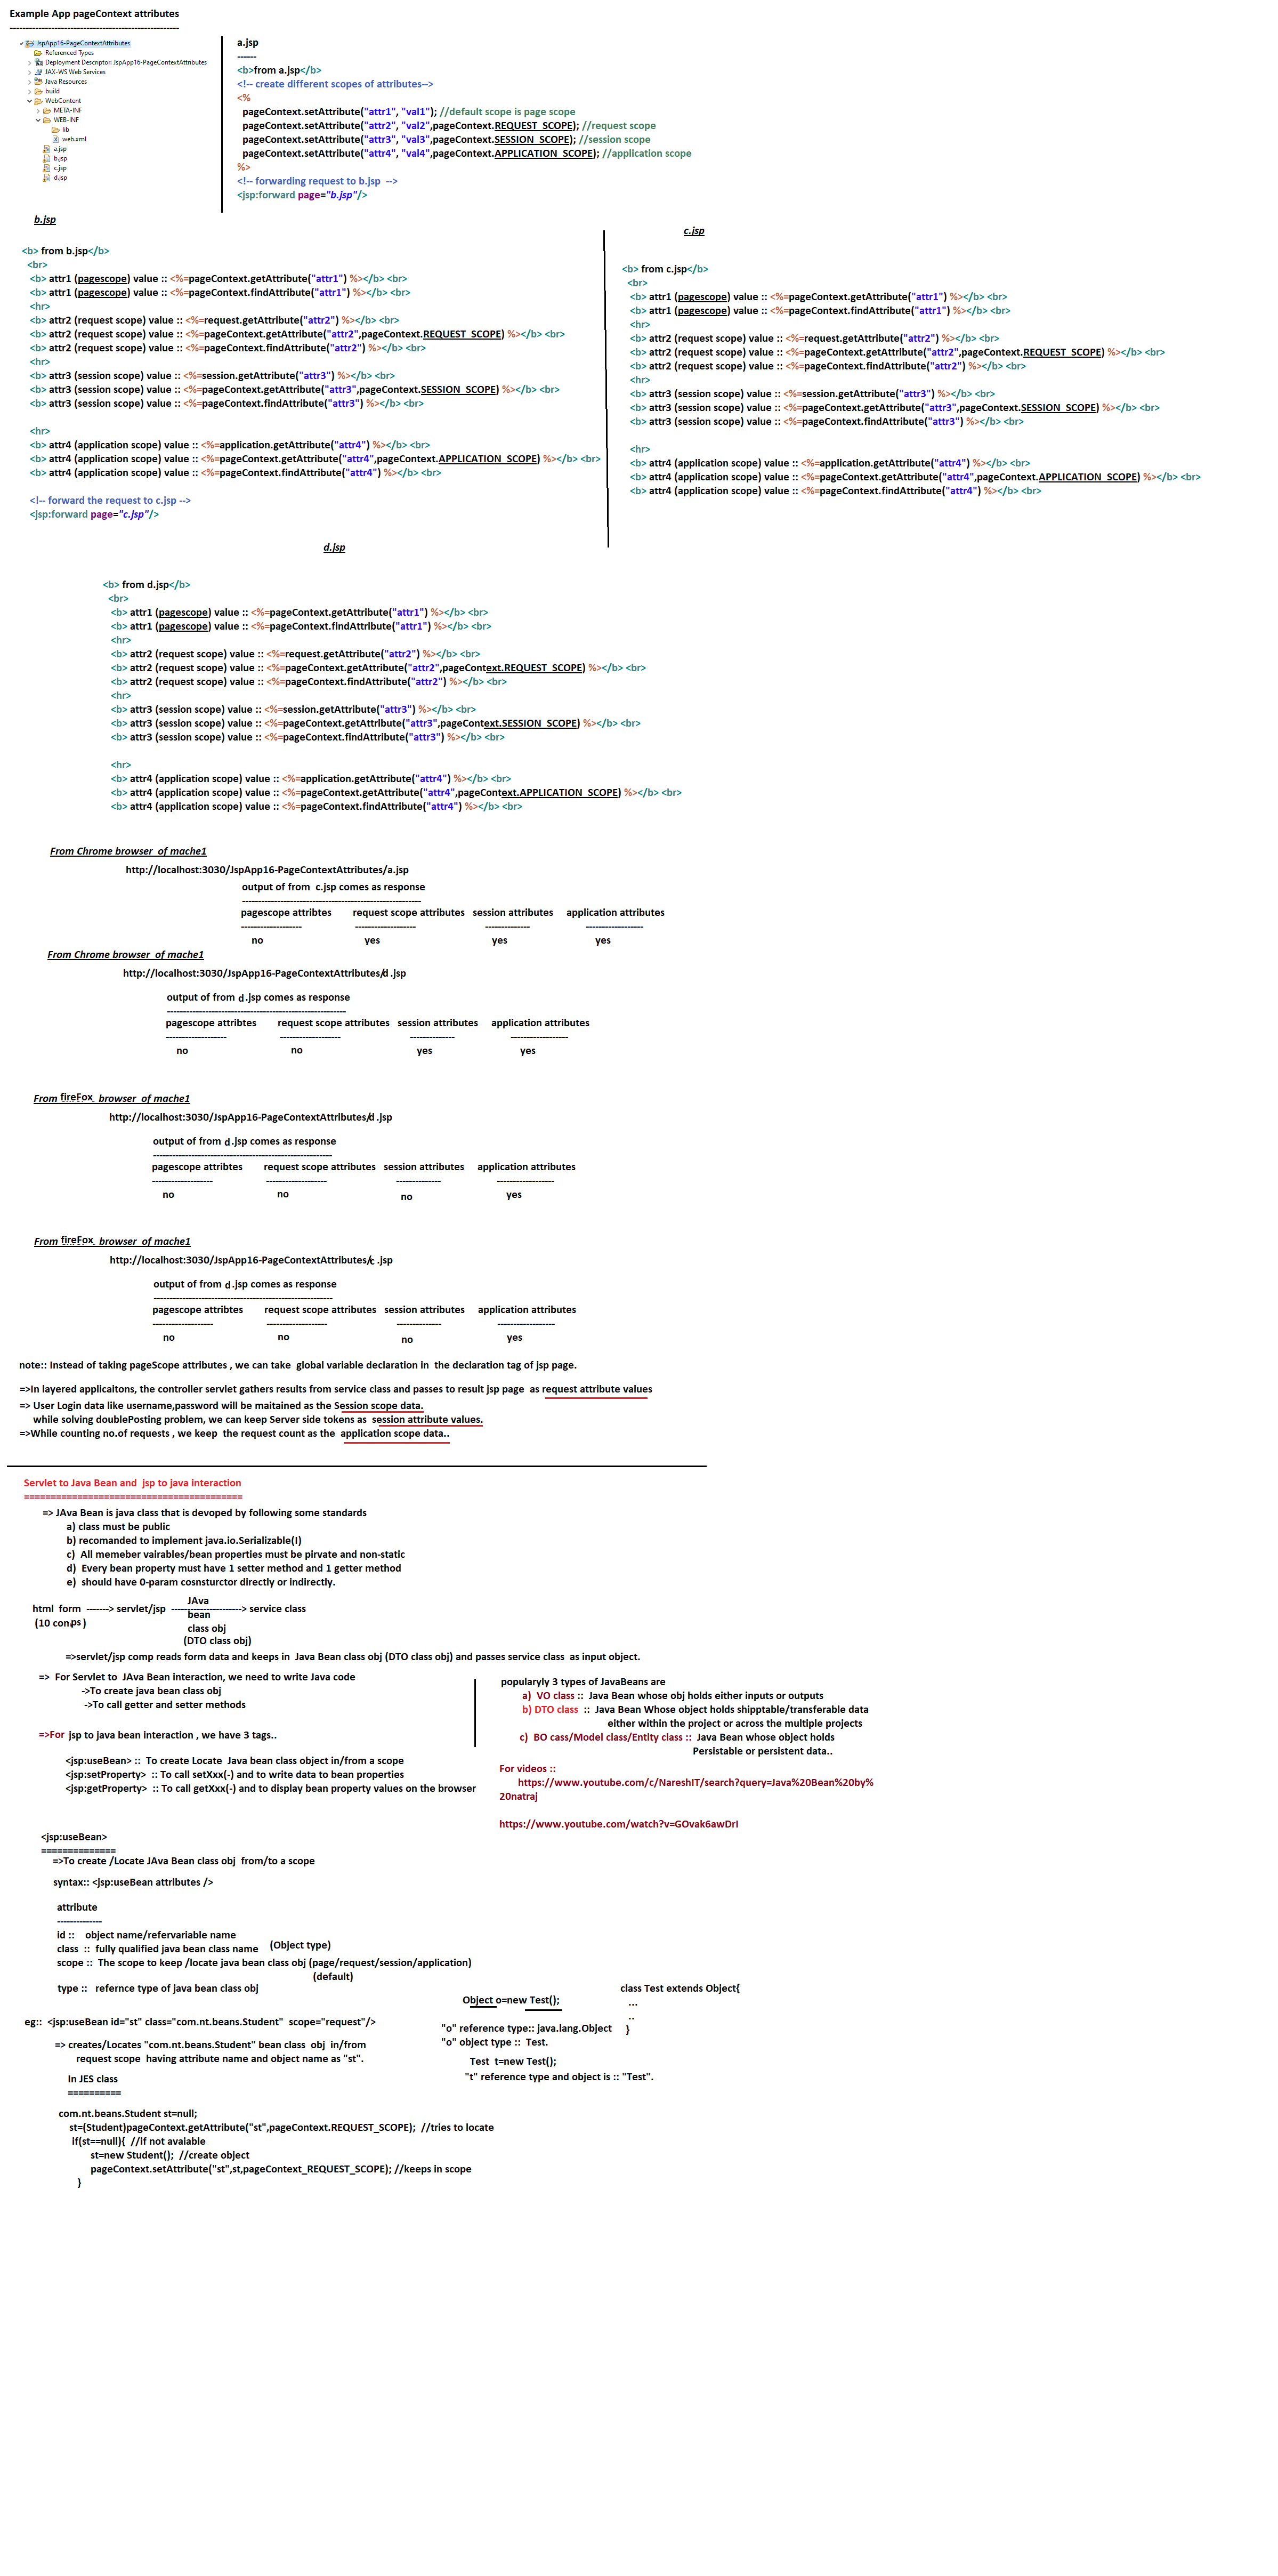 Example App pageContext attributes
-----------------------------------------------------
JspApp16-PageContextAttributes
Referenced Types
Deployment Descriptor: JspApp16-PageContextAttributes
JAX-WS Web Services
Java Resources
build
WebContent
META-INF
WEB-INF
lib
web.xml
a.jsp
b.jsp
c.jsp
d.jsp
a.jsp
------
<b>from a.jsp</b>
<!-- create different scopes of attributes-->
<%
pageContext.setAttribute("attr1", "val1"); //default scope is page scope
pageContext.setAttribute("attr2", "val2",pageContext.REQUEST_SCOPE); //request scope
pageContext.setAttribute("attr3", "val3",pageContext.SESSION_SCOPE); //session scope
pageContext.setAttribute("attr4", "val4",pageContext.APPLICATION_SCOPE); //application scope
%>
<!-- forwarding request to b.jsp  -->
<jsp:forward page="b.jsp"/>
b.jsp
<b> from b.jsp</b>
<br>
<b> attr1 (pagescope) value :: <%=pageContext.getAttribute("attr1") %></b> <br>
<b> attr1 (pagescope) value :: <%=pageContext.findAttribute("attr1") %></b> <br>
<hr>
<b> attr2 (request scope) value :: <%=request.getAttribute("attr2") %></b> <br>
<b> attr2 (request scope) value :: <%=pageContext.getAttribute("attr2",pageContext.REQUEST_SCOPE) %></b> <br>
<b> attr2 (request scope) value :: <%=pageContext.findAttribute("attr2") %></b> <br>
<hr>
<b> attr3 (session scope) value :: <%=session.getAttribute("attr3") %></b> <br>
<b> attr3 (session scope) value :: <%=pageContext.getAttribute("attr3",pageContext.SESSION_SCOPE) %></b> <br>
<b> attr3 (session scope) value :: <%=pageContext.findAttribute("attr3") %></b> <br>
<hr>
<b> attr4 (application scope) value :: <%=application.getAttribute("attr4") %></b> <br>
<b> attr4 (application scope) value :: <%=pageContext.getAttribute("attr4",pageContext.APPLICATION_SCOPE) %></b> <br>
<b> attr4 (application scope) value :: <%=pageContext.findAttribute("attr4") %></b> <br>
<!-- forward the request to c.jsp -->
<jsp:forward page="c.jsp"/>
c.jsp
<b> from c.jsp</b>
<br>
<b> attr1 (pagescope) value :: <%=pageContext.getAttribute("attr1") %></b> <br>
<b> attr1 (pagescope) value :: <%=pageContext.findAttribute("attr1") %></b> <br>
<hr>
<b> attr2 (request scope) value :: <%=request.getAttribute("attr2") %></b> <br>
<b> attr2 (request scope) value :: <%=pageContext.getAttribute("attr2",pageContext.REQUEST_SCOPE) %></b> <br>
<b> attr2 (request scope) value :: <%=pageContext.findAttribute("attr2") %></b> <br>
<hr>
<b> attr3 (session scope) value :: <%=session.getAttribute("attr3") %></b> <br>
<b> attr3 (session scope) value :: <%=pageContext.getAttribute("attr3",pageContext.SESSION_SCOPE) %></b> <br>
<b> attr3 (session scope) value :: <%=pageContext.findAttribute("attr3") %></b> <br>
<hr>
<b> attr4 (application scope) value :: <%=application.getAttribute("attr4") %></b> <br>
<b> attr4 (application scope) value :: <%=pageContext.getAttribute("attr4",pageContext.APPLICATION_SCOPE) %></b> <br>
<b> attr4 (application scope) value :: <%=pageContext.findAttribute("attr4") %></b> <br>
d.jsp
<b> from d.jsp</b>
<br>
<b> attr1 (pagescope) value :: <%=pageContext.getAttribute("attr1") %></b> <br>
<b> attr1 (pagescope) value :: <%=pageContext.findAttribute("attr1") %></b> <br>
<hr>
<b> attr2 (request scope) value :: <%=request.getAttribute("attr2") %></b> <br>
<b> attr2 (request scope) value :: <%=pageContext.getAttribute("attr2",pageContext.REQUEST_SCOPE) %></b> <br>
<b> attr2 (request scope) value :: <%=pageContext.findAttribute("attr2") %></b> <br>
<hr>
<b> attr3 (session scope) value :: <%=session.getAttribute("attr3") %></b> <br>
<b> attr3 (session scope) value :: <%=pageContext.getAttribute("attr3",pageContext.SESSION_SCOPE) %></b> <br>
<b> attr3 (session scope) value :: <%=pageContext.findAttribute("attr3") %></b> <br>
<hr>
<b> attr4 (application scope) value :: <%=application.getAttribute("attr4") %></b> <br>
<b> attr4 (application scope) value :: <%=pageContext.getAttribute("attr4",pageContext.APPLICATION_SCOPE) %></b> <br>
<b> attr4 (application scope) value :: <%=pageContext.findAttribute("attr4") %></b> <br>
From Chrome browser  of mache1
http://localhost:3030/JspApp16-PageContextAttributes/a.jsp
output of from  c.jsp comes as response
--------------------------------------------------------
pagescope attribtes request scope attributes session attributes application attributes
------------------- ------------------- -------------- ------------------
no yes yes yes
From Chrome browser  of mache1
http://localhost:3030/JspApp16-PageContextAttributes/d .jsp
output of from d .jsp comes as response
--------------------------------------------------------
pagescope attribtes request scope attributes session attributes application attributes
------------------- ------------------- -------------- ------------------
no no yes yes
From fireFox browser  of mache1
http://localhost:3030/JspApp16-PageContextAttributes/d .jsp
output of from d .jsp comes as response
--------------------------------------------------------
pagescope attribtes request scope attributes session attributes application attributes
------------------- ------------------- -------------- ------------------
no no no yes
From fireFox browser  of mache1
http://localhost:3030/JspApp16-PageContextAttributes/c .jsp
output of from d .jsp comes as response
--------------------------------------------------------
pagescope attribtes request scope attributes session attributes application attributes
------------------- ------------------- -------------- ------------------
no no no yes
note:: Instead of taking pageScope attributes , we can take  global variable declaration in  the declaration tag of jsp page.
=>In layered applicaitons, the controller servlet gathers results from service class and passes to result jsp page  as request attribute values
=> User Login data like username,password will be maitained as the Session scope data.
while solving doublePosting problem, we can keep Server side tokens as  session attribute values.
=>While counting no.of requests , we keep  the request count as the  application scope data..
Servlet to Java Bean and  jsp to java interaction
=========================================
=> JAva Bean is java class that is devoped by following some standards
a) class must be public
b) recomanded to implement java.io.Serializable(I)
c)  All memeber vairables/bean properties must be pirvate and non-static
d)  Every bean property must have 1 setter method and 1 getter method
e)  should have 0-param cosnsturctor directly or indirectly.
JAva
html  form  -------> servlet/jsp  ----------------------> service class
bean
(10 comps )
class obj
(DTO class obj)
=>servlet/jsp comp reads form data and keeps in  Java Bean class obj (DTO class obj) and passes service class  as input object.
=>  For Servlet to  JAva Bean interaction, we need to write Java code
->To create java bean class obj
->To call getter and setter methods
=>For jsp to java bean interaction , we have 3 tags..
<jsp:useBean> :: To create Locate  Java bean class object in/from a scope
<jsp:setProperty>  :: To call setXxx(-) and to write data to bean properties
<jsp:getProperty>  :: To call getXxx(-) and to display bean property values on the browser
popularyly 3 types of JavaBeans are
a)  VO class ::  Java Bean whose obj holds either inputs or outputs
b) DTO class  ::  Java Bean Whose object holds shipptable/transferable data
either within the project or across the multiple projects
c)  BO cass/Model class/Entity class ::  Java Bean whose object holds
Persistable or persistent data..
For videos ::
https://www.youtube.com/c/NareshIT/search?query=Java%20Bean%20by%
20natraj
https://www.youtube.com/watch?v=GOvak6awDrI
<jsp:useBean>
==============
=>To create /Locate JAva Bean class obj  from/to a scope
syntax:: <jsp:useBean attributes />
attribute
--------------
id ::    object name/refervariable name
class  ::  fully qualified java bean class name (Object type)
scope ::  The scope to keep /locate java bean class obj (page/request/session/application)
(default)
type ::   refernce type of java bean class obj
eg::  <jsp:useBean id="st" class="com.nt.beans.Student"  scope="request"/>
=> creates/Locates "com.nt.beans.Student" bean class  obj  in/from
request scope  having attribute name and object name as "st".
Object o=new Test();
"o" reference type:: java.lang.Object
"o" object type ::  Test.
Test  t=new Test();
"t" reference type and object is :: "Test".
class Test extends Object{
...
..
}
In JES class
==========
com.nt.beans.Student st=null;
st=(Student)pageContext.getAttribute("st",pageContext.REQUEST_SCOPE);  //tries to locate
if(st==null){  //if not avaiable
st=new Student();  //create object
pageContext.setAttribute("st",st,pageContext_REQUEST_SCOPE); //keeps in scope
}